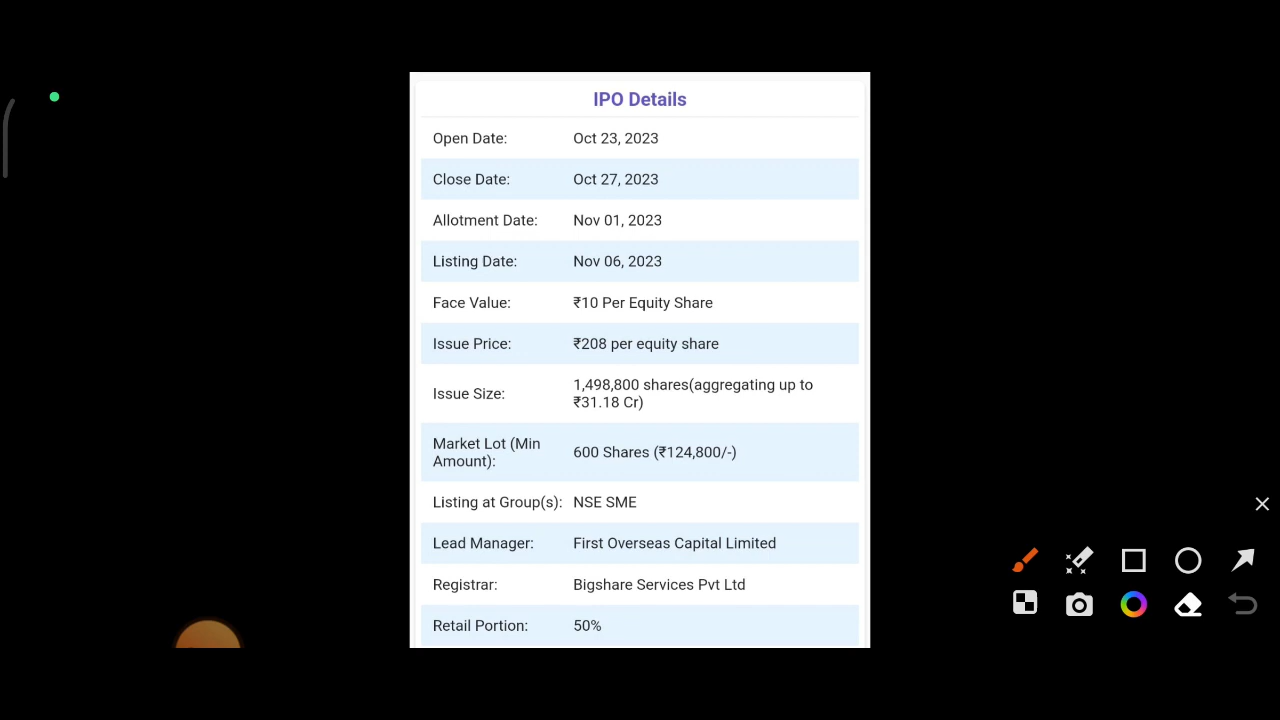 IPO Details
Open Date: Oct 23, 2023
Close Date: Oct 27, 2023
Allotment Date: Nov 01, 2023
Listing Date: Nov 06, 2023
Face Value: ₹10 Per Equity Share
Issue Price: ₹208 per equity share
Issue Size: 1,498,800 shares(aggregating up to
₹31.18 Cr)
Market Lot (Min
Amount): 600 Shares (₹124,800/-)
Listing at Group(s): NSE SME
Lead Manager: First Overseas Capital Limited
Registrar: Bigshare Services Pvt Ltd
Retail Portion: 50%